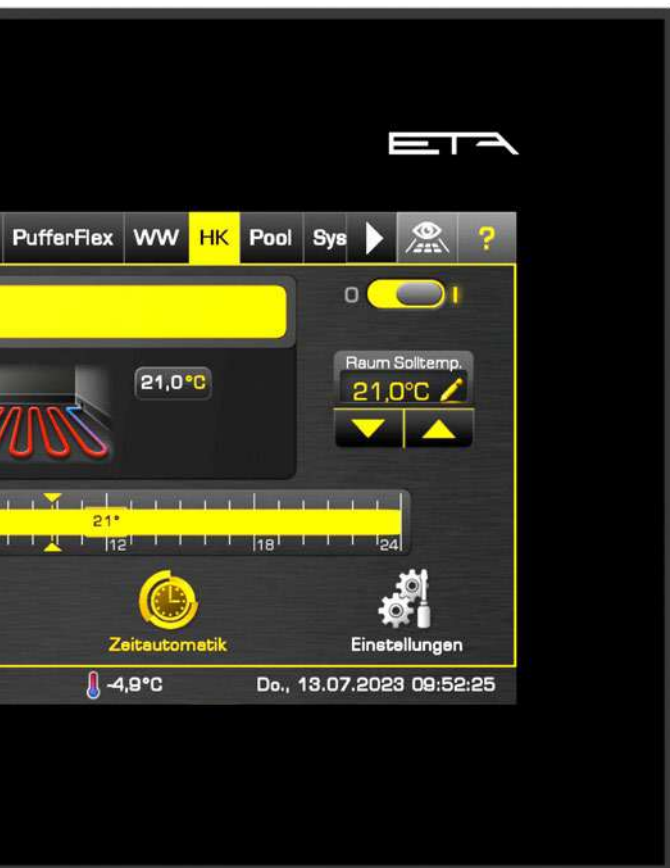 ETA
PufferFlex WW HK Pool Sys ?
O I
21,0°C
Raum Solltemp.
21,0°C
21°
12 18 24
Zeitautomatik Einstellungen
-4,9°C Do., 13.07.2023 09:52:25